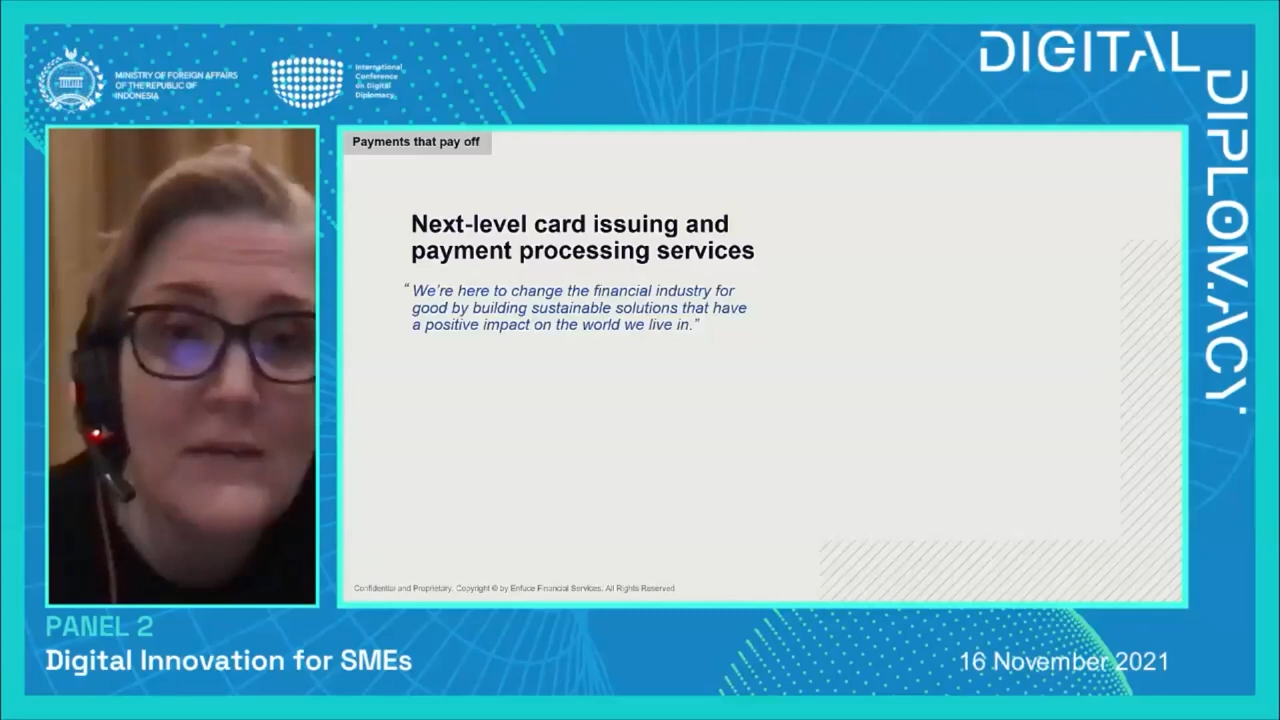 MINISTRY OF FOREIGN AFFAIRS
OF THE REPUBLIC OF
INDONESIA
International
Conference
on Digital
Diplomacy
DIGITAL
DIPLOMACY
Payments that pay off
Next-level card issuing and
payment processing services
“We’re here to change the financial industry for
good by building sustainable solutions that have
a positive impact on the world we live in.”
Confidential and Proprietary. Copyright © by Enfuce Financial Services. All Rights Reserved
PANEL 2
Digital Innovation for SMEs
16 November 2021